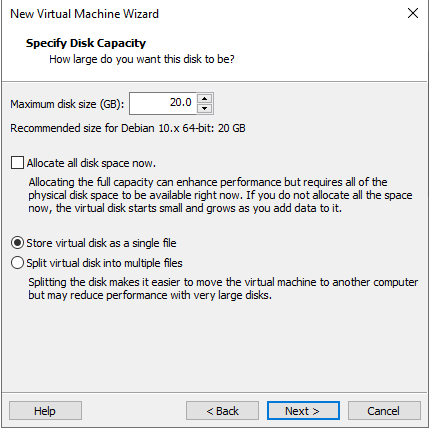 New Virtual Machine Wizard
Specify Disk Capacity
How large do you want this disk to be?
Maximum disk size (GB): 20.0
Recommended size for Debian 10.x 64-bit: 20 GB
Allocate all disk space now.
Allocating the full capacity can enhance performance but requires all of the
physical disk space to be available right now. If you do not allocate all the space
now, the virtual disk starts small and grows as you add data to it.
Store virtual disk as a single file
Split virtual disk into multiple files
Splitting the disk makes it easier to move the virtual machine to another computer
but may reduce performance with very large disks.
Help < Back Next > Cancel